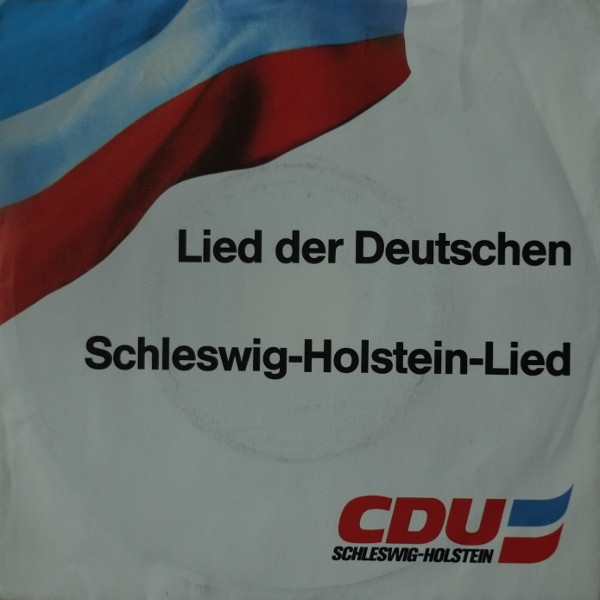 Lied der Deutschen
Schleswig-Holstein-Lied
CDU
SCHLESWIG-HOLSTEIN